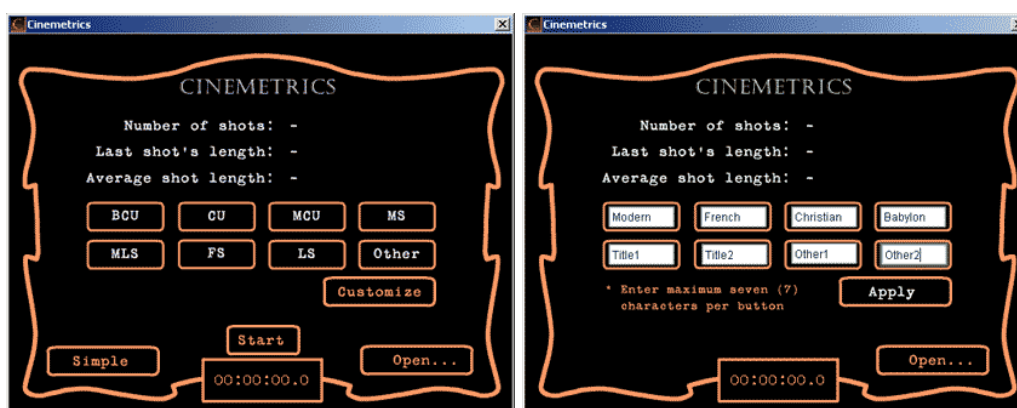 Cinemetrics
CINEMETRICS
Number of shots: -
Last shot's length: -
Average shot length: -
BCU CU MCU MS
MLS FS LS Other
Customize
Start
Simple Open...
00:00:00.0
Cinemetrics
CINEMETRICS
Number of shots: -
Last shot's length: -
Average shot length: -
Modern French Christian Babylon
Title1 Title2 Other1 Other2
* Enter maximum seven (7)
characters per button
Apply
Open...
00:00:00.0